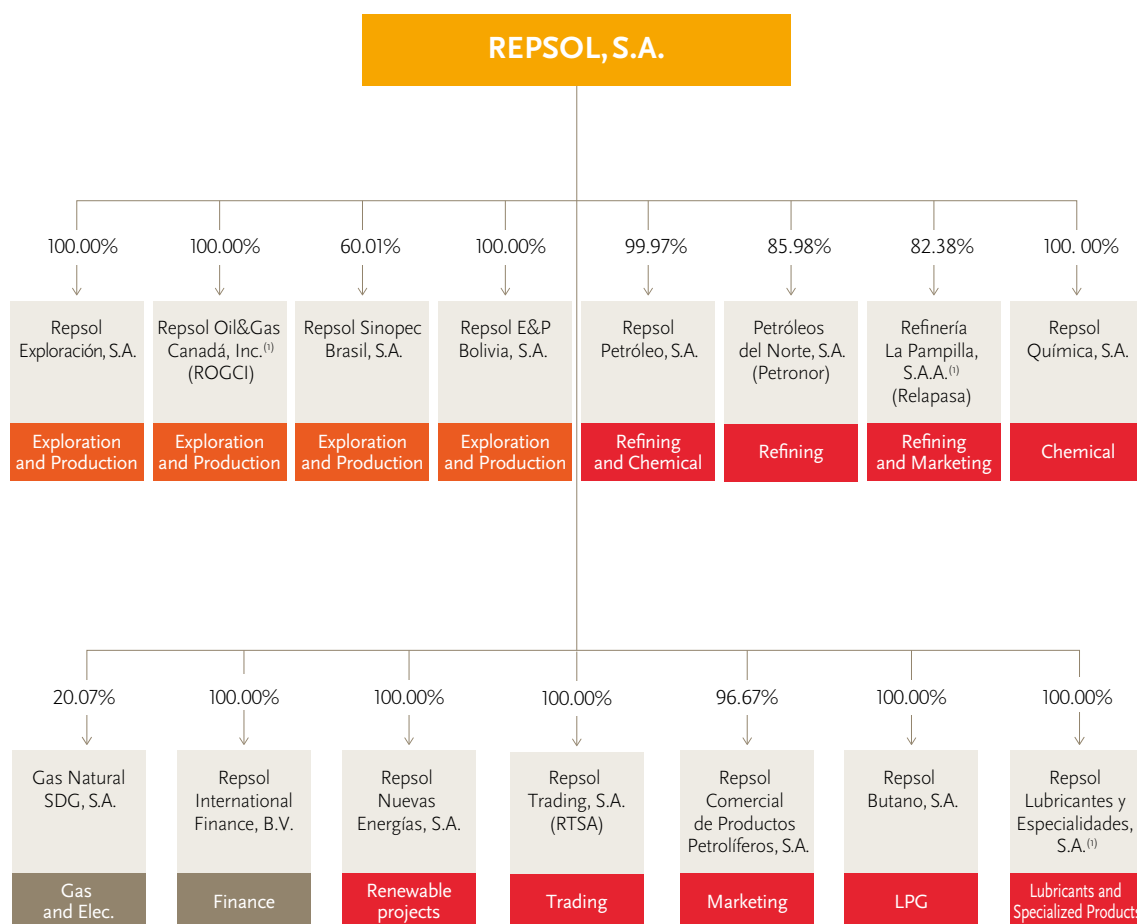 REPSOL, S.A.
100.00%
100.00%
60.01%
100.00%
99.97%
85.98%
82.38%
100. 00%
Repsol
Exploración, S.A.
Exploration
and Production
Repsol Oil&Gas
Canadá, Inc.(1)
(ROGCI)
Exploration
and Production
Repsol Sinopec
Brasil, S.A.
Exploration
and Production
Repsol E&P
Bolivia, S.A.
Exploration
and Production
Repsol
Petróleo, S.A.
Refining
and Chemical
Petróleos
del Norte, S.A.
(Petronor)
Refining
Refinería
La Pampilla,
S.A.A.(1)
(Relapasa)
Refining
and Marketing
Repsol
Química, S.A.
Chemical
20.07%
100.00%
100.00%
100.00%
96.67%
100.00%
100.00%
Gas Natural
SDG, S.A.
Gas
and Elec.
Repsol
International
Finance, B.V.
Finance
Repsol
Nuevas
Energías, S.A.
Renewable
projects
Repsol
Trading, S.A.
(RTSA)
Trading
Repsol
Comercial
de Productos
Petrolíferos, S.A.
Marketing
Repsol
Butano, S.A.
LPG
Repsol
Lubricantes y
Especialidades,
S.A.(1)
Lubricants and
Specialized Products